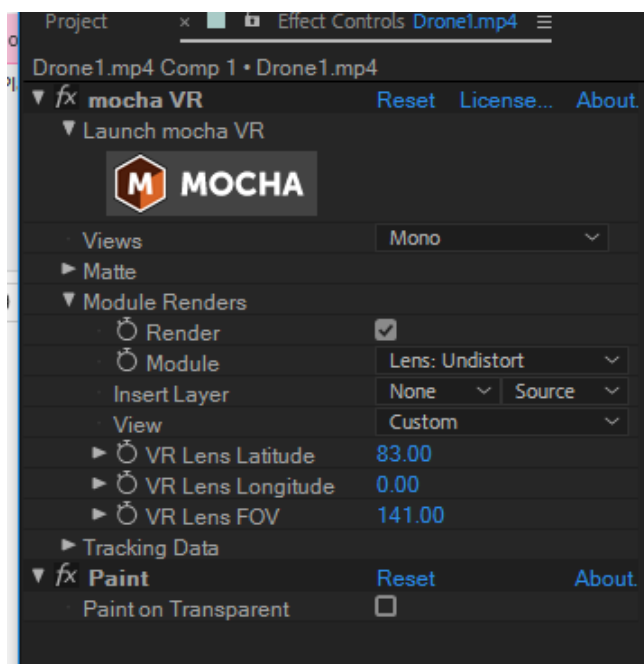 Project × Effect Controls Drone1.mp4
Drone1.mp4 Comp 1 • Drone1.mp4
fx mocha VR Reset License... About.
Launch mocha VR
M MOCHA
Views Mono
Matte
Module Renders
Render
Module Lens: Undistort
Insert Layer None Source
View Custom
VR Lens Latitude 83.00
VR Lens Longitude 0.00
VR Lens FOV 141.00
Tracking Data
fx Paint Reset About.
Paint on Transparent